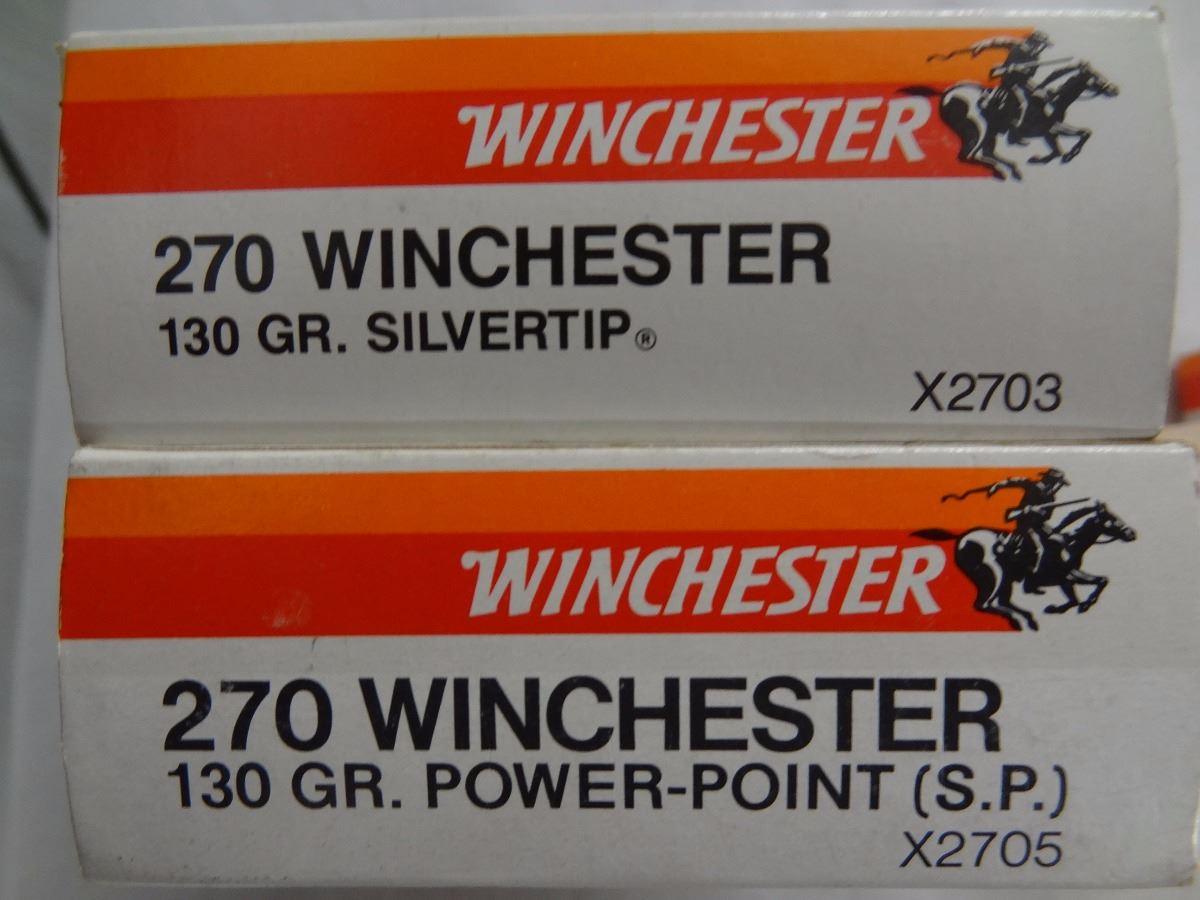 WINCHESTER
270 WINCHESTER
130 GR. SILVERTIP®
X2703
WINCHESTER
270 WINCHESTER
130 GR. POWER-POINT (S.P.)
X2705